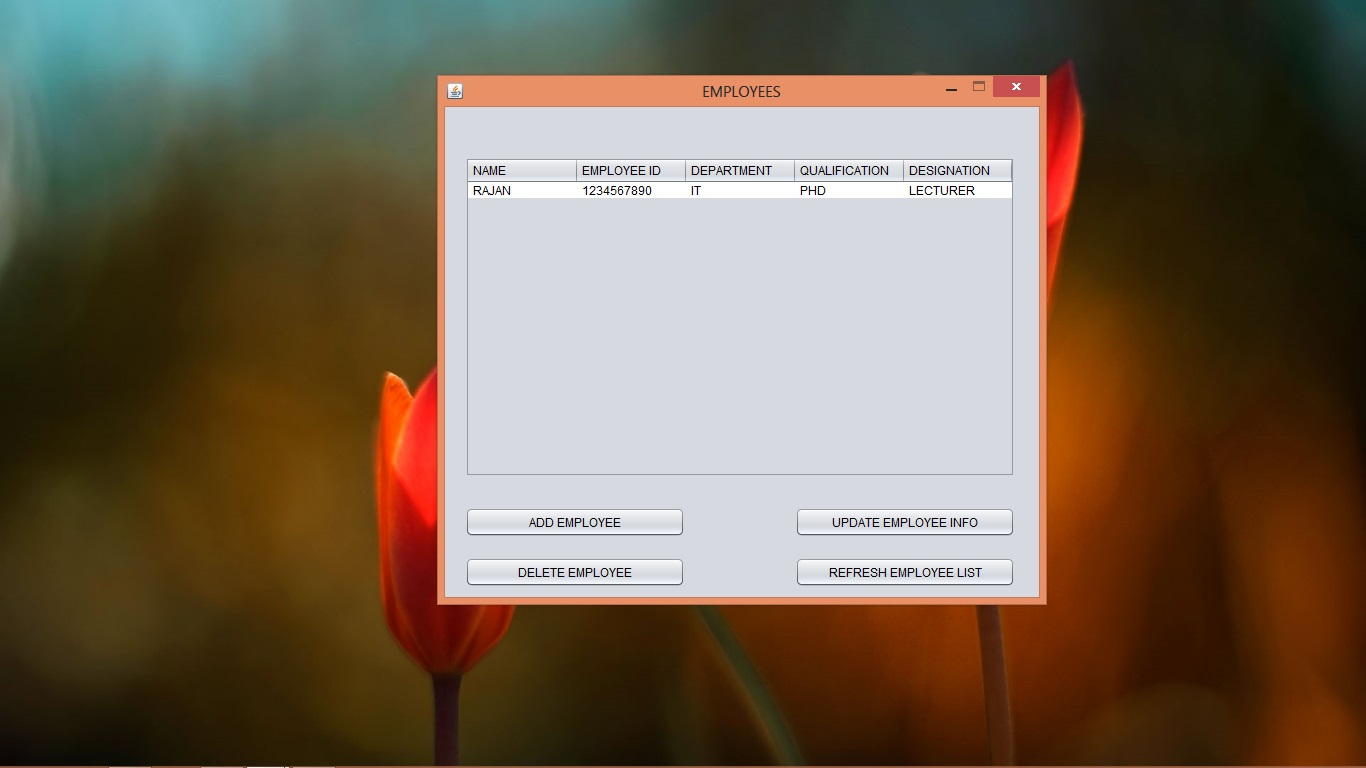 EMPLOYEES
NAME EMPLOYEE ID DEPARTMENT QUALIFICATION DESIGNATION
RAJAN 1234567890 IT PHD LECTURER
ADD EMPLOYEE UPDATE EMPLOYEE INFO
DELETE EMPLOYEE REFRESH EMPLOYEE LIST